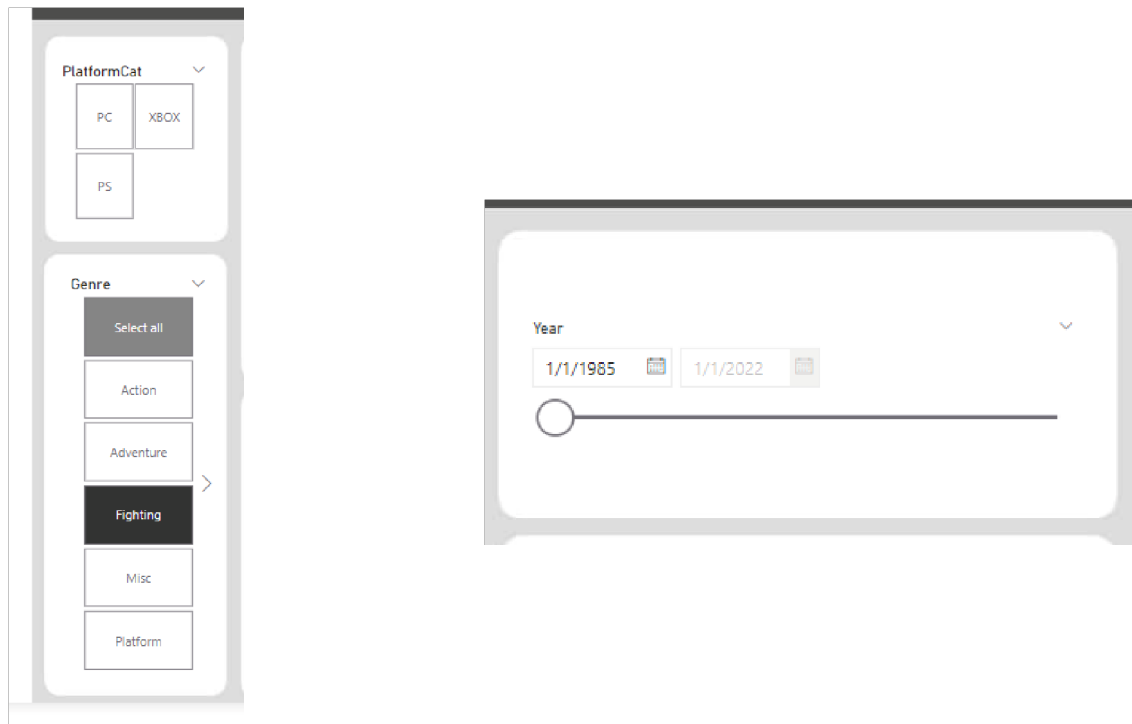 PlatformCat
PC XBOX
PS
Genre
Select all
Action
Adventure
Fighting
Misc
Platform
Year
1/1/1985 1/1/2022